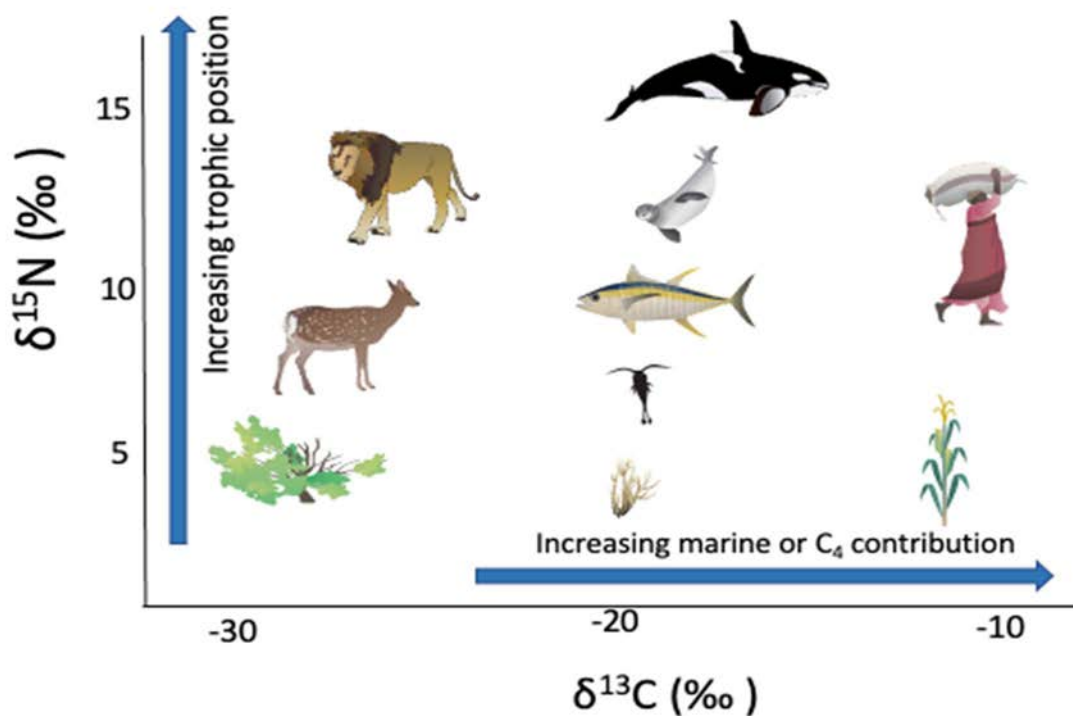 δ¹⁵N (‰)
Increasing trophic position
15
10
5
Increasing marine or C₄ contribution
-30
-20
-10
δ¹³C (‰ )